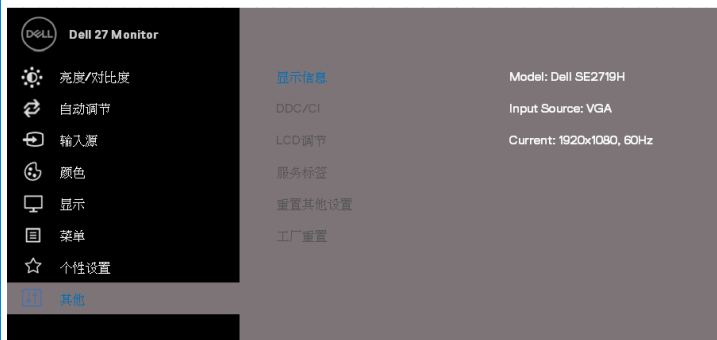 DELL
Dell 27 Monitor
亮度/对比度
自动调节
输入源
颜色
显示
菜单
个性设置
其他
显示信息
DDC/CI
LCD调节
服务标签
重置其他设置
工厂重置
Model: Dell SE2719H
Input Source: VGA
Current: 1920x1080, 60Hz